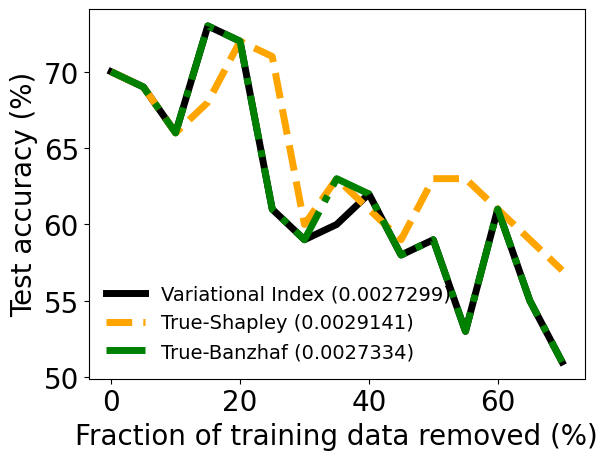 Test accuracy (%)
70
65
60
55
50
Variational Index (0.0027299)
True-Shapley (0.0029141)
True-Banzhaf (0.0027334)
0 20 40 60
Fraction of training data removed (%)